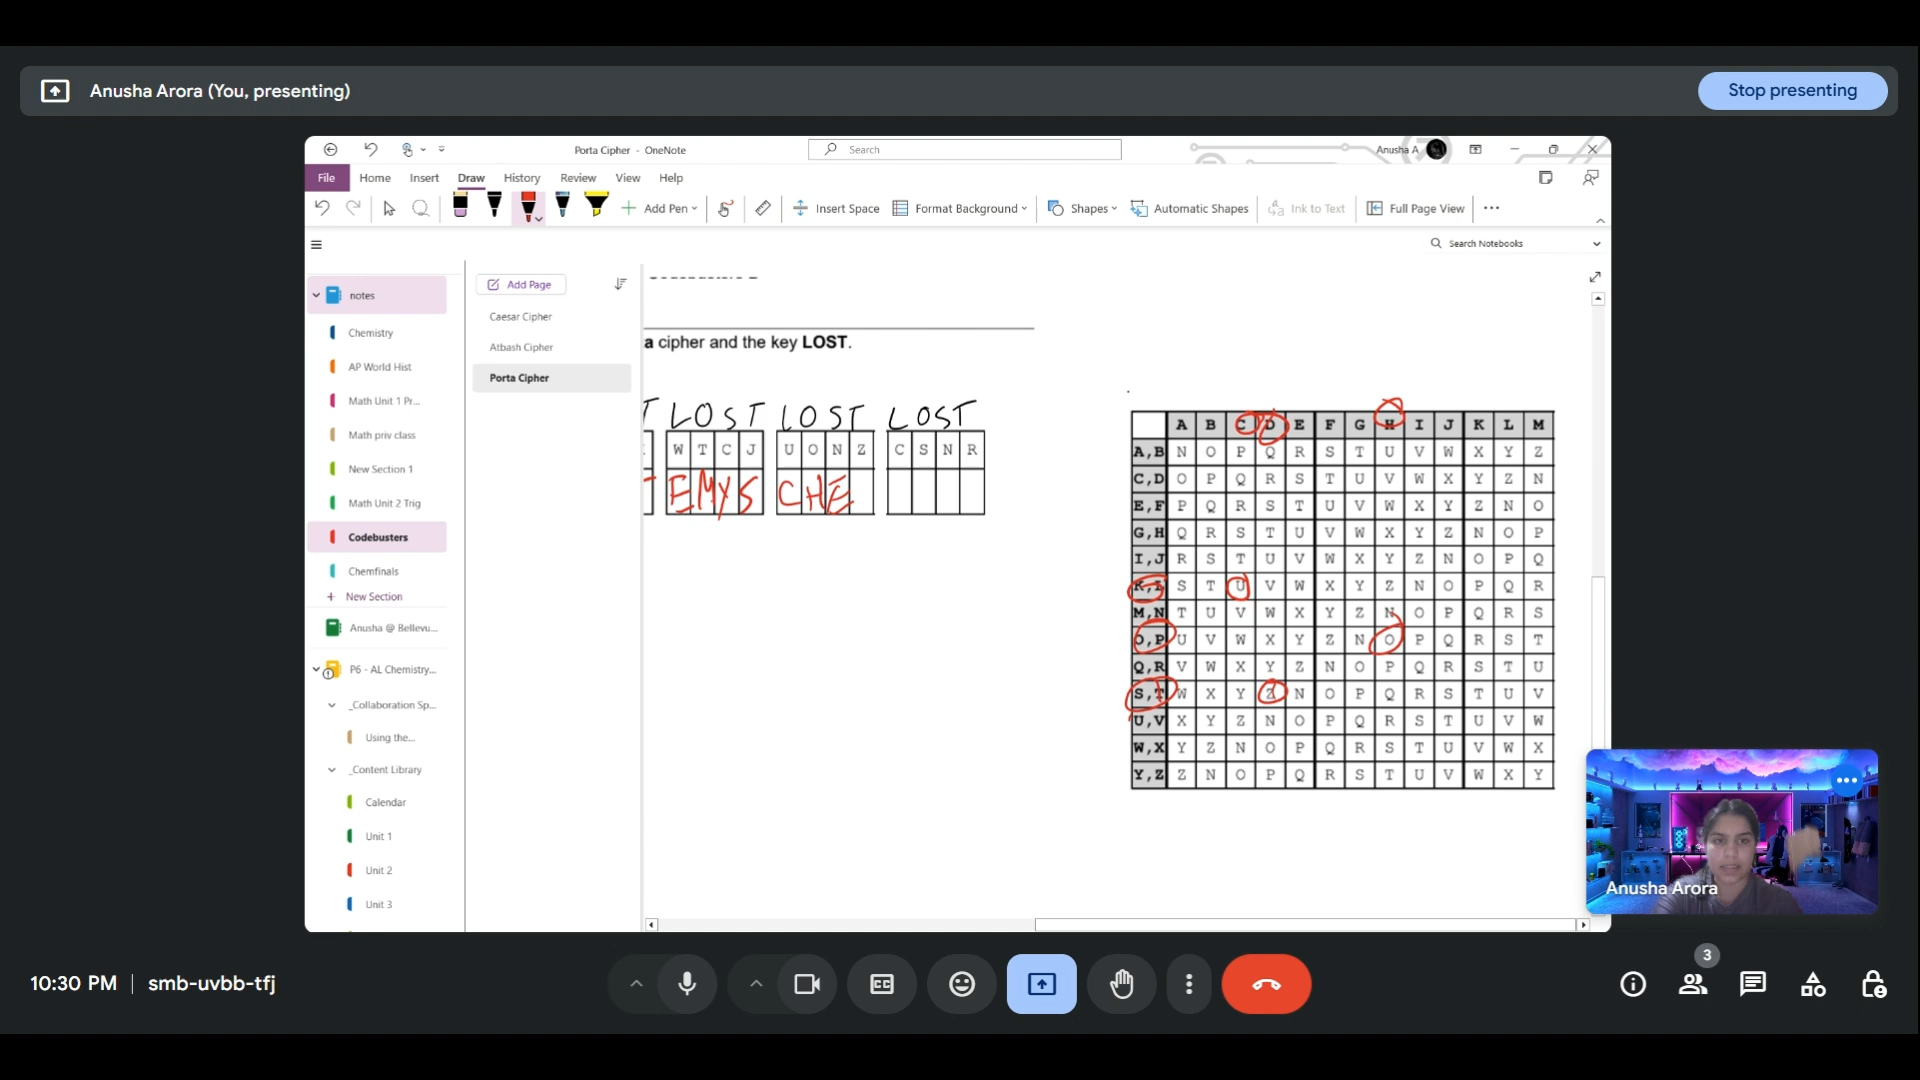 Anusha Arora (You, presenting)
Stop presenting
Porta Cipher - OneNote
Search
Anusha A
File Home Insert Draw History Review View Help
Add Pen
Insert Space
Format Background
Shapes
Automatic Shapes
Ink to Text
Full Page View
Search Notebooks
notes
Chemistry
AP World Hist
Math Unit 1 Pr...
Math priv class
New Section 1
Math Unit 2 Trig
Codebusters
Chemfinals
New Section
Anusha @ Bellevu...
P6 - AL Chemistry...
_Collaboration Sp...
Using the...
_Content Library
Calendar
Unit 1
Unit 2
Unit 3
Add Page
Caesar Cipher
Atbash Cipher
Porta Cipher
a cipher and the key LOST.
T LOST LOST LOST
W T C J U O N Z C S N R
E M Y S C H E
A B C D E F G H I J K L M
A,B N O P Q R S T U V W X Y Z
C,D O P Q R S T U V W X Y Z N
E,F P Q R S T U V W X Y Z N O
G,H Q R S T U V W X Y Z N O P
I,J R S T U V W X Y Z N O P Q
K,L S T U V W X Y Z N O P Q R
M,N T U V W X Y Z N O P Q R S
O,P U V W X Y Z N O P Q R S T
Q,R V W X Y Z N O P Q R S T U
S,T W X Y Z N O P Q R S T U V
U,V X Y Z N O P Q R S T U V W
W,X Y Z N O P Q R S T U V W X
Y,Z Z N O P Q R S T U V W X Y
Anusha Arora
10:30 PM | smb-uvbb-tfj
CC
3